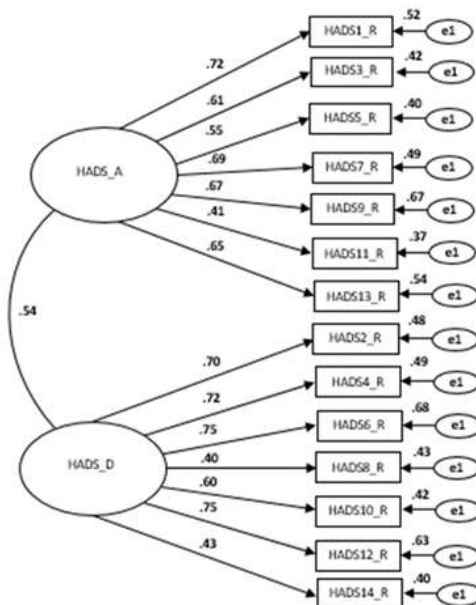 .52
HADS1_R e1
.72 .42
HADS3_R e1
.61 .40
.55 HADS5_R e1
HADS_A .69 HADS7_R .49 e1
.67 HADS9_R .67 e1
.41 .37
HADS11_R e1
.65 .54
HADS13_R e1
.54 .48
HADS2_R e1
.70 .49
HADS4_R e1
.72 .68
.75 HADS6_R e1
HADS_D .40 HADS8_R .43 e1
.60 .42
HADS10_R e1
.75 .63
HADS12_R e1
.43 .40
HADS14_R e1